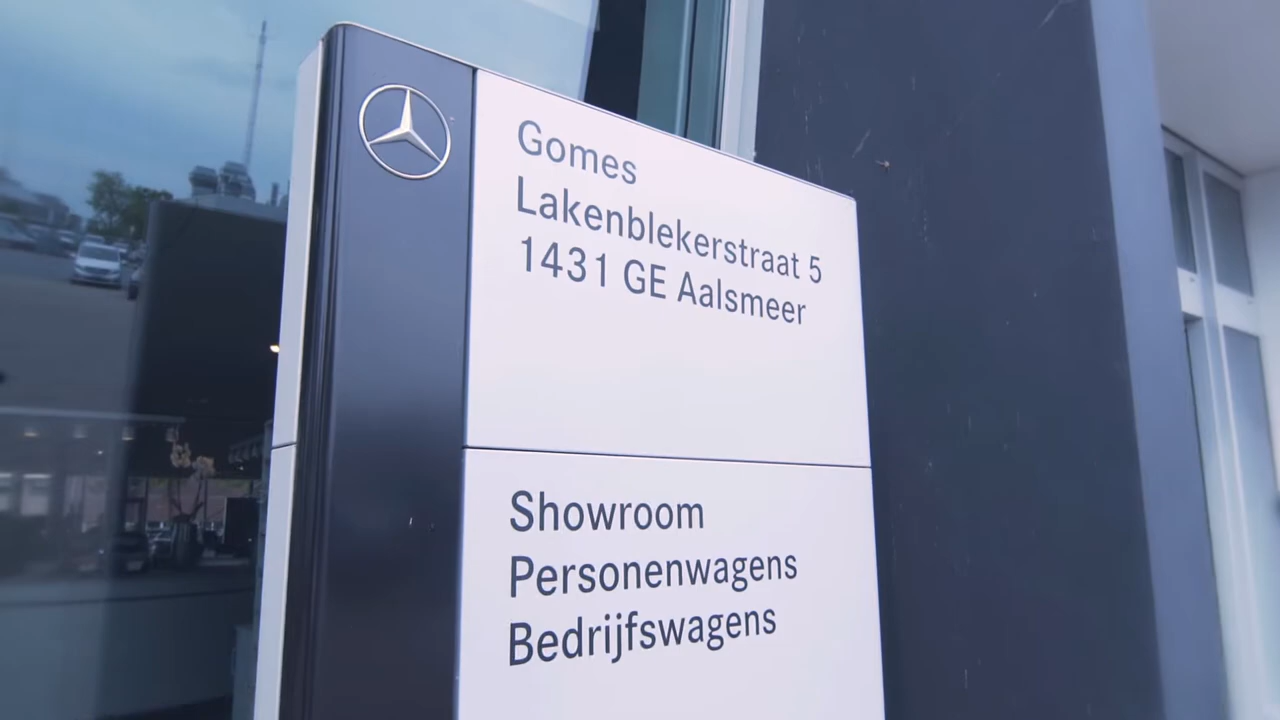 Gomes
Lakenblekerstraat 5
1431 GE Aalsmeer
Showroom
Personenwagens
Bedrijfswagens